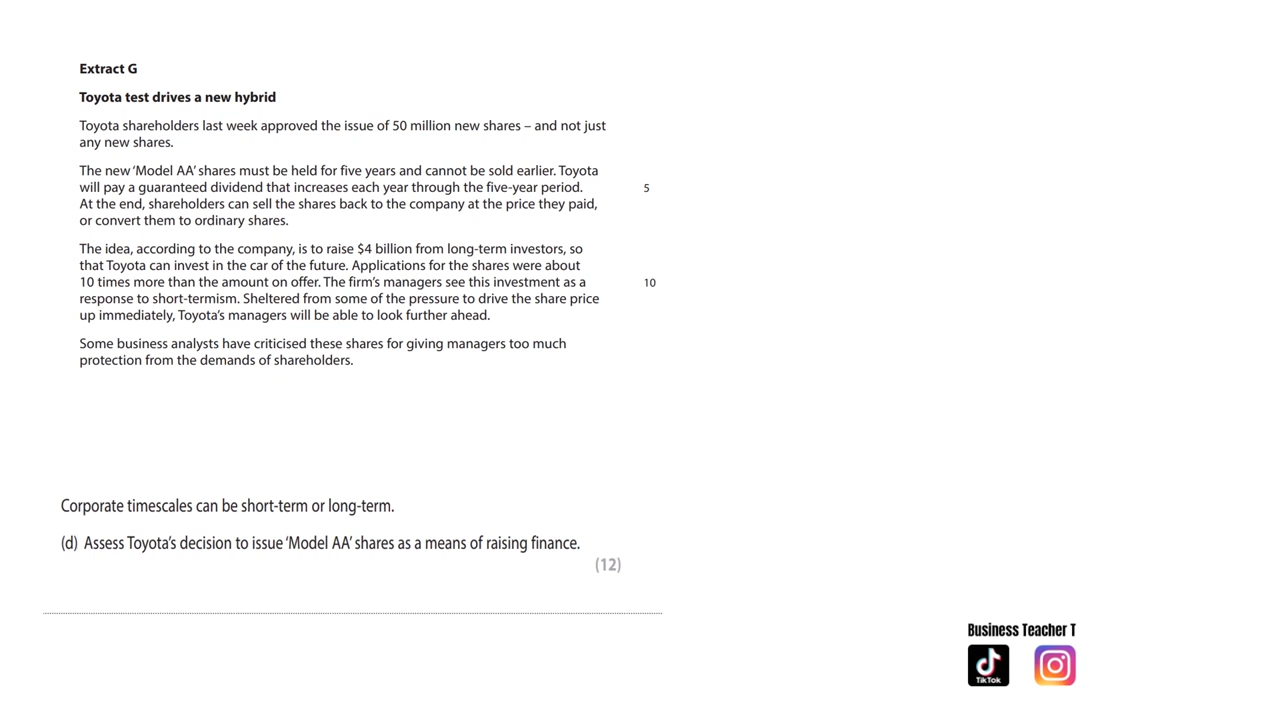 Extract G
Toyota test drives a new hybrid
Toyota shareholders last week approved the issue of 50 million new shares – and not just
any new shares.
The new ‘Model AA’ shares must be held for five years and cannot be sold earlier. Toyota
will pay a guaranteed dividend that increases each year through the five-year period. 5
At the end, shareholders can sell the shares back to the company at the price they paid,
or convert them to ordinary shares.
The idea, according to the company, is to raise $4 billion from long-term investors, so
that Toyota can invest in the car of the future. Applications for the shares were about
10 times more than the amount on offer. The firm’s managers see this investment as a 10
response to short-termism. Sheltered from some of the pressure to drive the share price
up immediately, Toyota’s managers will be able to look further ahead.
Some business analysts have criticised these shares for giving managers too much
protection from the demands of shareholders.
Corporate timescales can be short-term or long-term.
(d) Assess Toyota’s decision to issue ‘Model AA’ shares as a means of raising finance.
(12)
Business Teacher T
TikTok